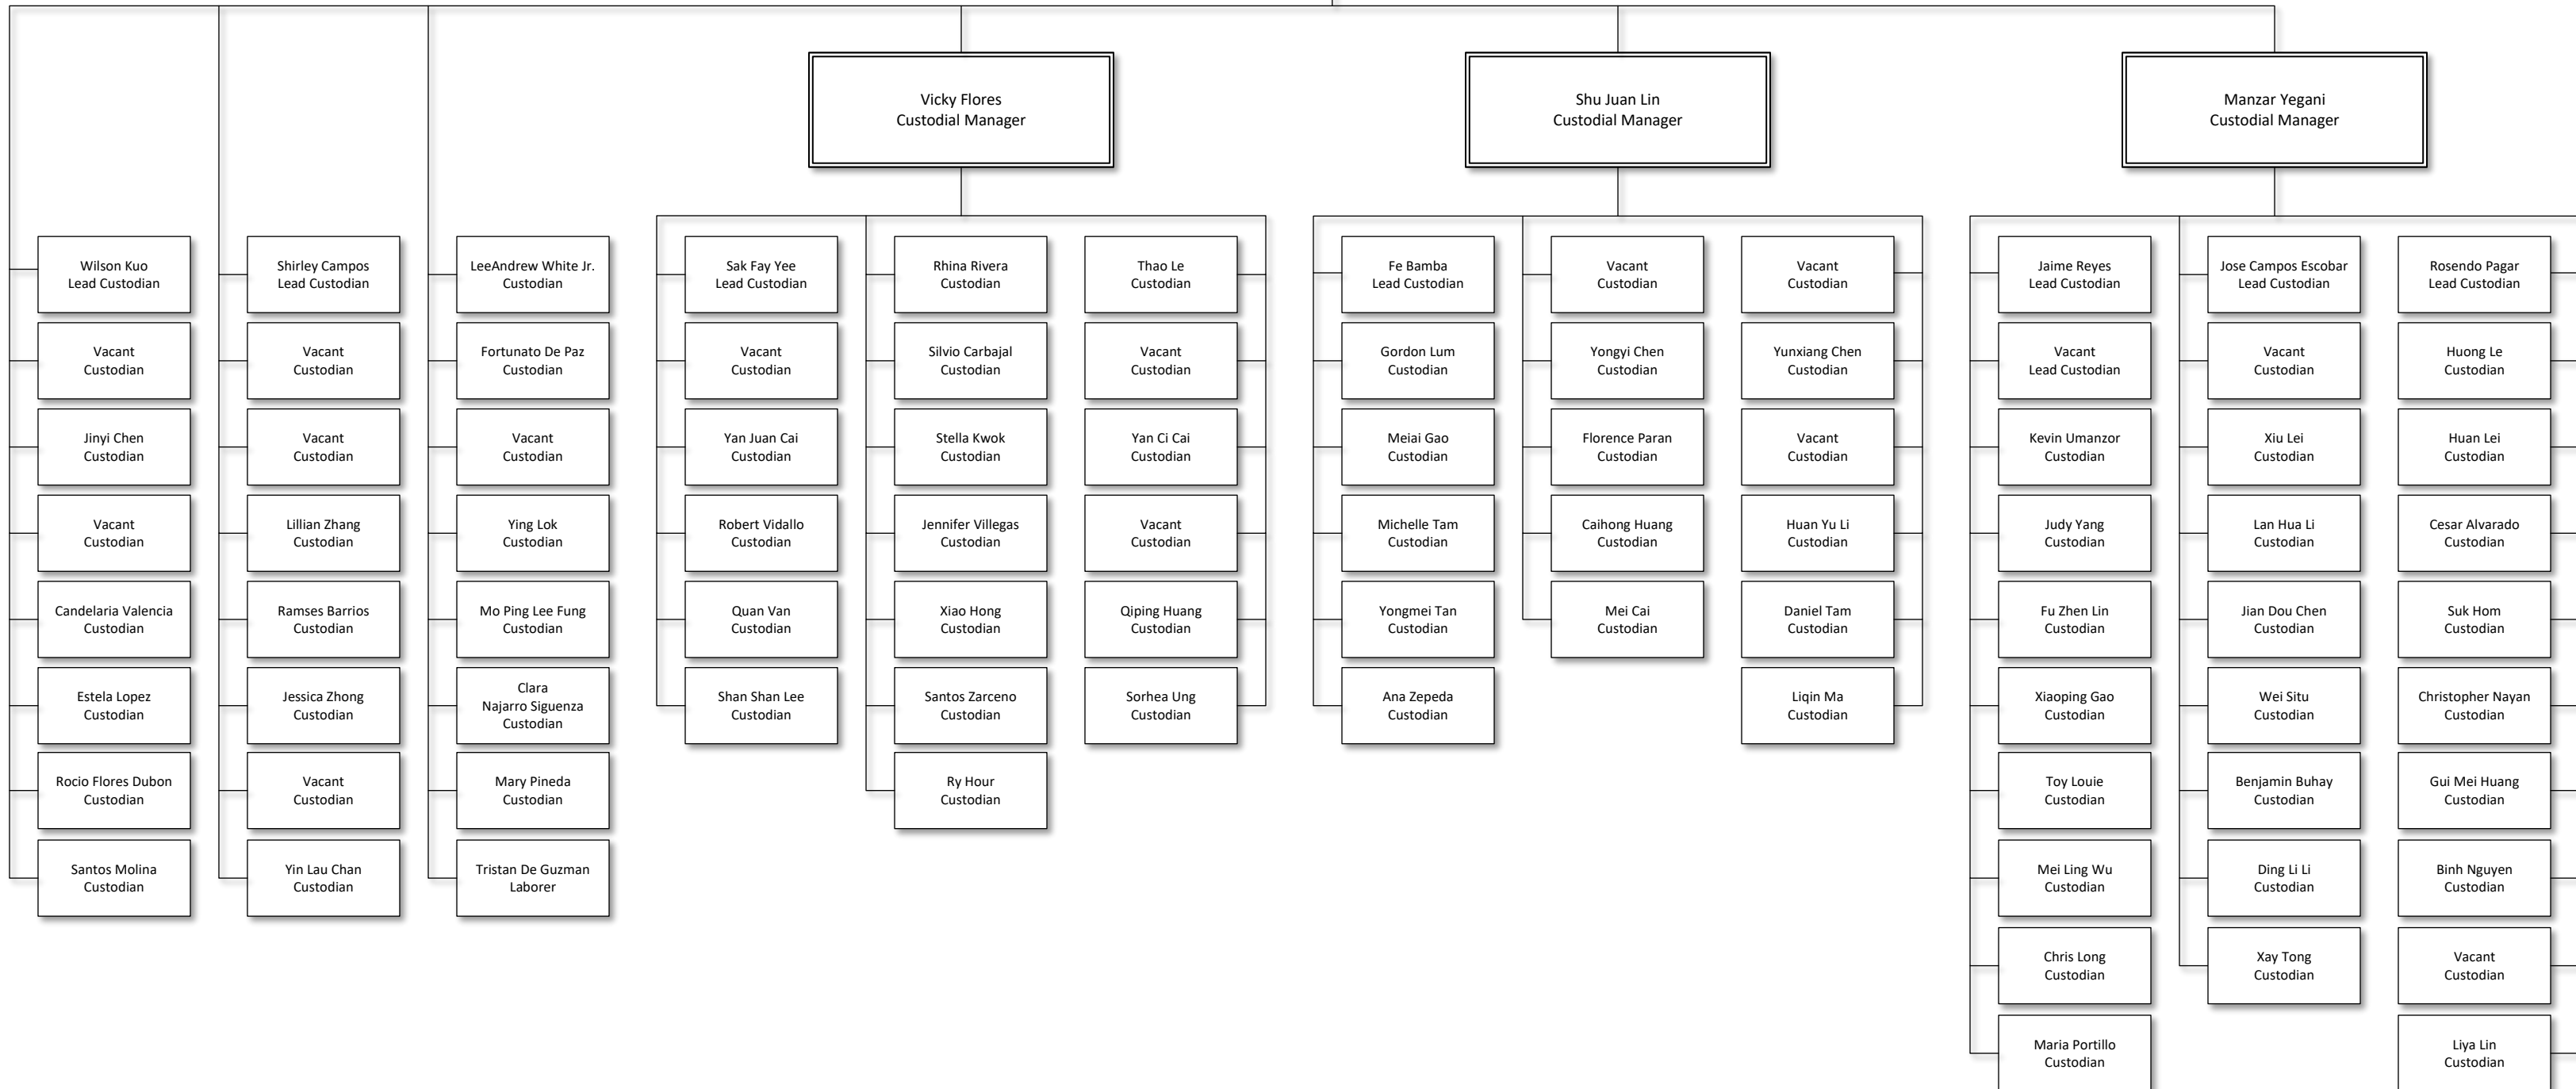 Vicky Flores
Custodial Manager
Shu Juan Lin
Custodial Manager
Manzar Yegani
Custodial Manager
Wilson Kuo
Lead Custodian
Vacant
Custodian
Jinyi Chen
Custodian
Vacant
Custodian
Candelaria Valencia
Custodian
Estela Lopez
Custodian
Rocio Flores Dubon
Custodian
Santos Molina
Custodian
Shirley Campos
Lead Custodian
Vacant
Custodian
Vacant
Custodian
Lillian Zhang
Custodian
Ramses Barrios
Custodian
Jessica Zhong
Custodian
Vacant
Custodian
Yin Lau Chan
Custodian
LeeAndrew White Jr.
Custodian
Fortunato De Paz
Custodian
Vacant
Custodian
Ying Lok
Custodian
Mo Ping Lee Fung
Custodian
Clara
Najarro Siguenza
Custodian
Mary Pineda
Custodian
Tristan De Guzman
Laborer
Sak Fay Yee
Lead Custodian
Vacant
Custodian
Yan Juan Cai
Custodian
Robert Vidallo
Custodian
Quan Van
Custodian
Shan Shan Lee
Custodian
Rhina Rivera
Custodian
Silvio Carbajal
Custodian
Stella Kwok
Custodian
Jennifer Villegas
Custodian
Xiao Hong
Custodian
Santos Zarceno
Custodian
Ry Hour
Custodian
Thao Le
Custodian
Vacant
Custodian
Yan Ci Cai
Custodian
Vacant
Custodian
Qiping Huang
Custodian
Sorhea Ung
Custodian
Fe Bamba
Lead Custodian
Gordon Lum
Custodian
Meiai Gao
Custodian
Michelle Tam
Custodian
Yongmei Tan
Custodian
Ana Zepeda
Custodian
Vacant
Custodian
Yongyi Chen
Custodian
Florence Paran
Custodian
Caihong Huang
Custodian
Mei Cai
Custodian
Vacant
Custodian
Yunxiang Chen
Custodian
Vacant
Custodian
Huan Yu Li
Custodian
Daniel Tam
Custodian
Liqin Ma
Custodian
Jaime Reyes
Lead Custodian
Vacant
Lead Custodian
Kevin Umanzor
Custodian
Judy Yang
Custodian
Fu Zhen Lin
Custodian
Xiaoping Gao
Custodian
Toy Louie
Custodian
Mei Ling Wu
Custodian
Chris Long
Custodian
Maria Portillo
Custodian
Jose Campos Escobar
Lead Custodian
Vacant
Custodian
Xiu Lei
Custodian
Lan Hua Li
Custodian
Jian Dou Chen
Custodian
Wei Situ
Custodian
Benjamin Buhay
Custodian
Ding Li Li
Custodian
Xay Tong
Custodian
Rosendo Pagar
Lead Custodian
Huong Le
Custodian
Huan Lei
Custodian
Cesar Alvarado
Custodian
Suk Hom
Custodian
Christopher Nayan
Custodian
Gui Mei Huang
Custodian
Binh Nguyen
Custodian
Vacant
Custodian
Liya Lin
Custodian